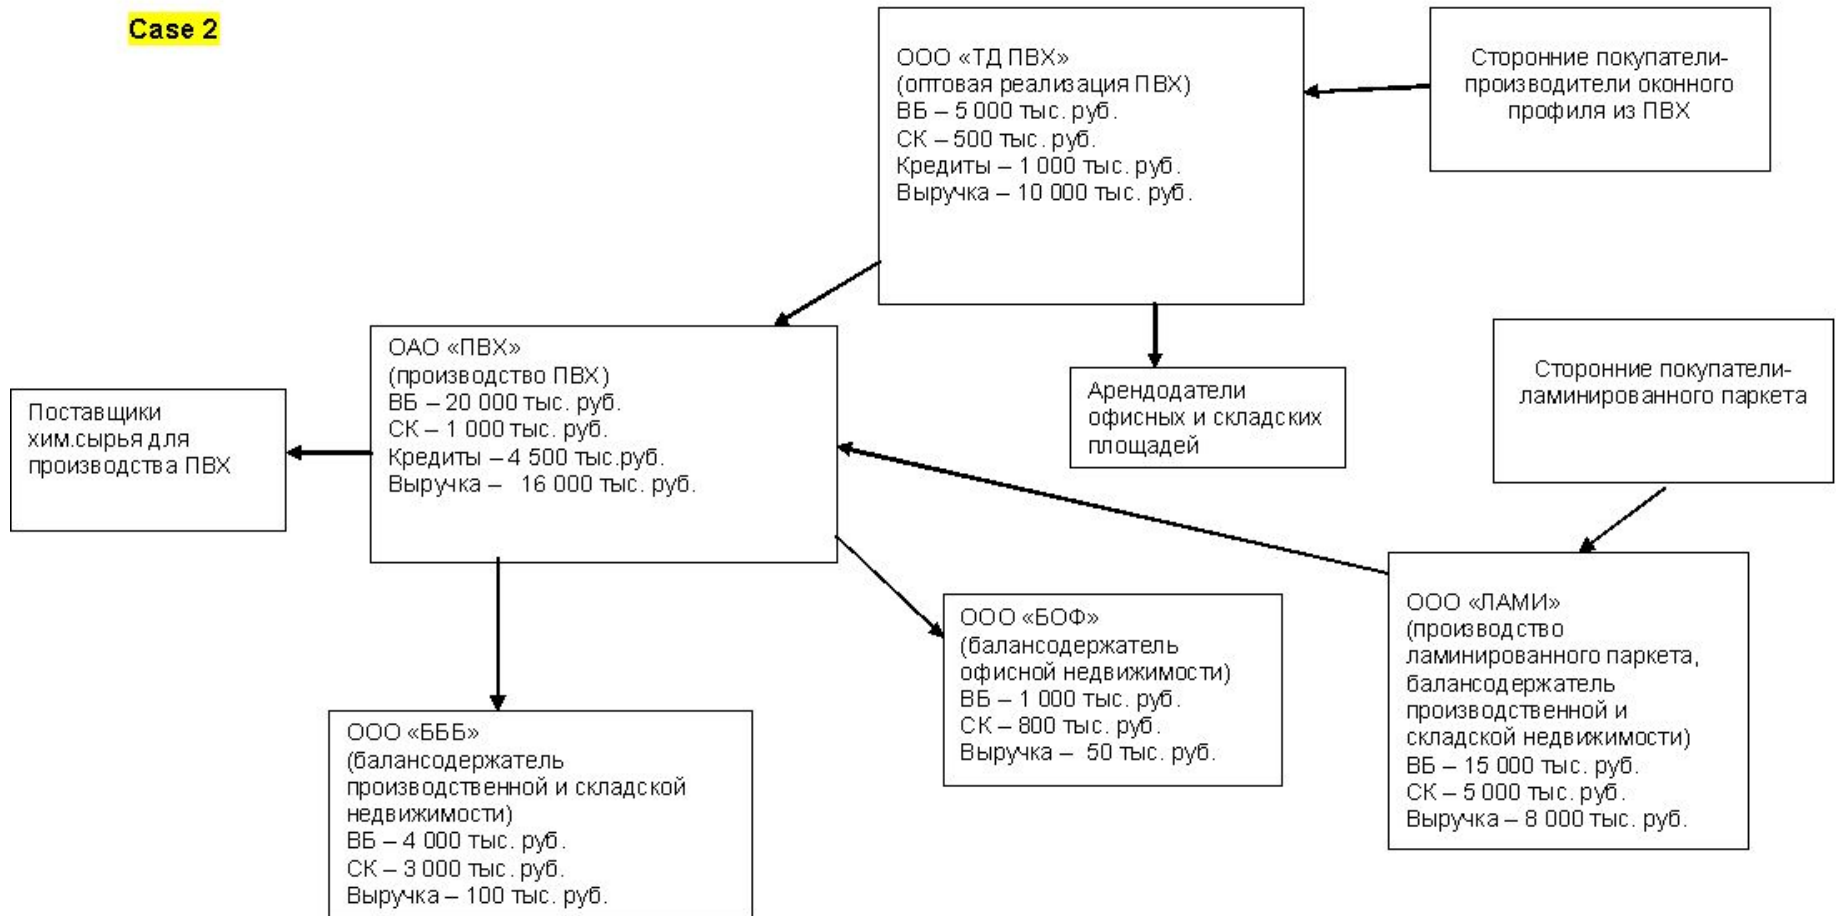 Case 2
ООО «ТД ПВХ»
(оптовая реализация ПВХ)
ВБ – 5 000 тыс. руб.
СК – 500 тыс. руб.
Кредиты – 1 000 тыс. руб.
Выручка – 10 000 тыс. руб.
Сторонние покупатели-
производители оконного
профиля из ПВХ
ОАО «ПВХ»
(производство ПВХ)
ВБ – 20 000 тыс. руб.
СК – 1 000 тыс. руб.
Кредиты – 4 500 тыс.руб.
Выручка – 16 000 тыс. руб.
Поставщики
хим.сырья для
производства ПВХ
Арендодатели
офисных и складских
площадей
Сторонние покупатели-
ламинированного паркета
ООО «БОФ»
(балансодержатель
офисной недвижимости)
ВБ – 1 000 тыс. руб.
СК – 800 тыс. руб.
Выручка – 50 тыс. руб.
ООО «ЛАМИ»
(производство
ламинированного паркета,
балансодержатель
производственной и
складской недвижимости)
ВБ – 15 000 тыс. руб.
СК – 5 000 тыс. руб.
Выручка – 8 000 тыс. руб.
ООО «БББ»
(балансодержатель
производственной и складской
недвижимости)
ВБ – 4 000 тыс. руб.
СК – 3 000 тыс. руб.
Выручка – 100 тыс. руб.